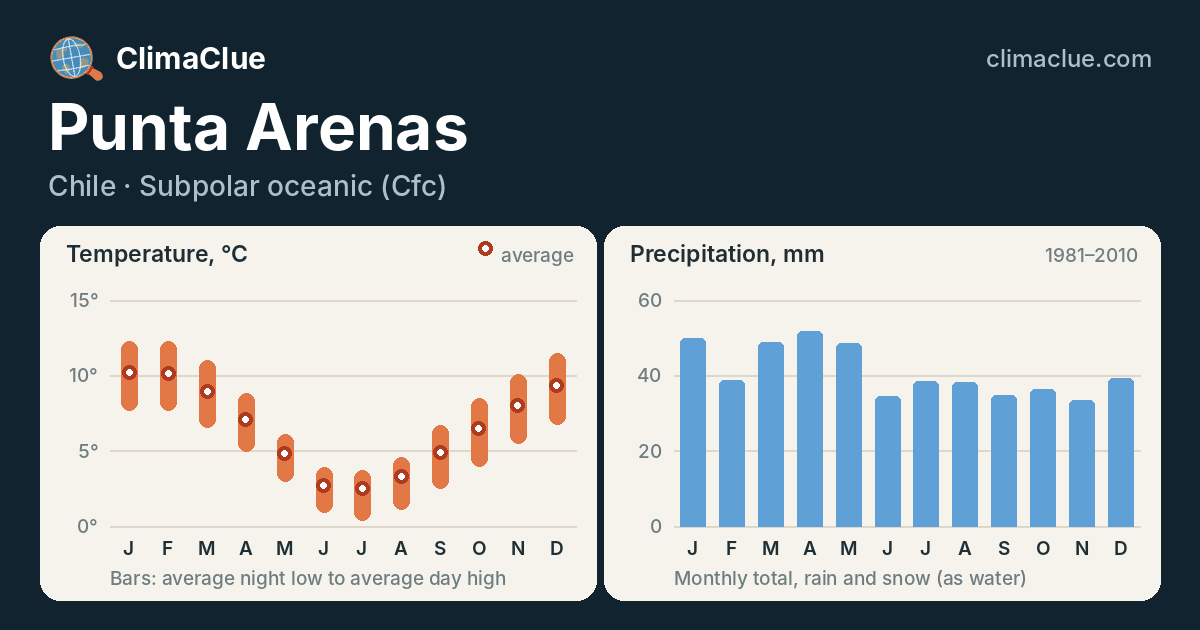 ClimaClue
climaclue.com
Punta Arenas
Chile · Subpolar oceanic (Cfc)
Temperature, °C
average
15°
10°
5°
0°
J F M A M J J A S O N D
Bars: average night low to average day high
Precipitation, mm
1981–2010
60
40
20
0
J F M A M J J A S O N D
Monthly total, rain and snow (as water)